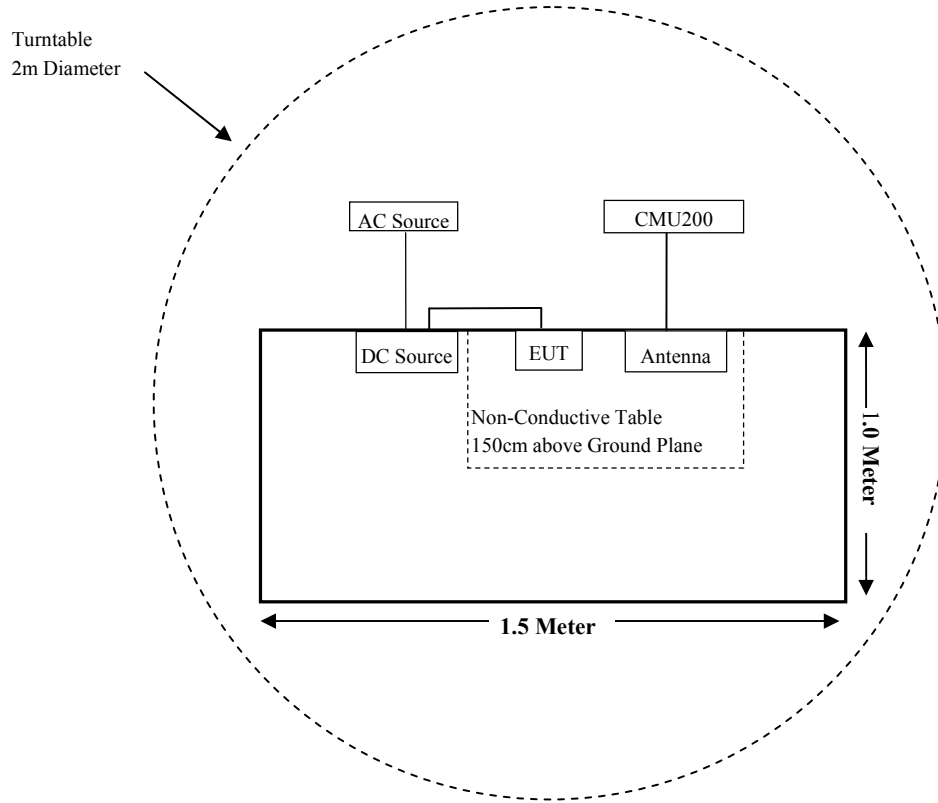 Turntable
2m Diameter
AC Source
CMU200
DC Source
EUT
Antenna
Non-Conductive Table
150cm above Ground Plane
1.0 Meter
1.5 Meter